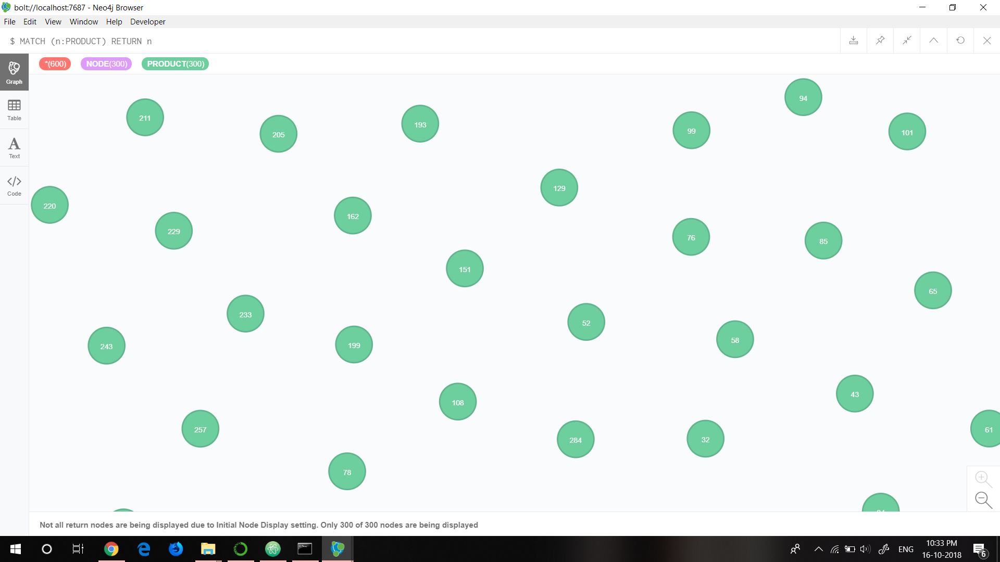 bolt://localhost:7687 - Neo4j Browser
File Edit View Window Help Developer
$ MATCH (n:PRODUCT) RETURN n
*(600) NODE(300) PRODUCT(300)
Graph
Table
Text
Code
94
211
193
99
101
205
129
220
162
229
76
85
151
65
233
52
58
199
243
43
108
257
61
284
32
78
Not all return nodes are being displayed due to Initial Node Display setting. Only 300 of 300 nodes are being displayed
ENG
10:33 PM
16-10-2018
6